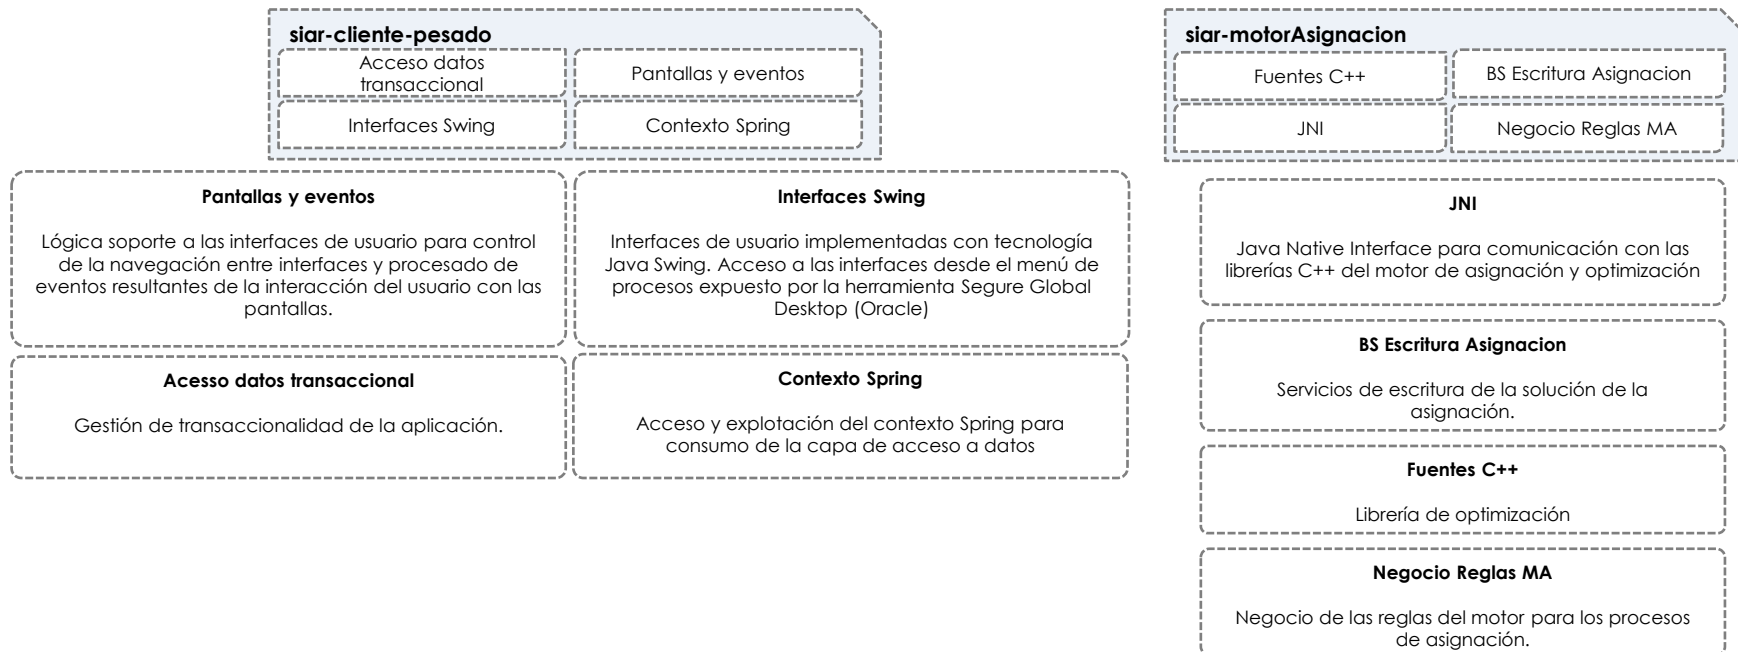 siar-cliente-pesado
Acceso datos
transaccional
Pantallas y eventos
Interfaces Swing
Contexto Spring
Pantallas y eventos
Lógica soporte a las interfaces de usuario para control
de la navegación entre interfaces y procesado de
eventos resultantes de la interacción del usuario con las
pantallas.
Interfaces Swing
Interfaces de usuario implementadas con tecnología
Java Swing. Acceso a las interfaces desde el menú de
procesos expuesto por la herramienta Segure Global
Desktop (Oracle)
Acesso datos transaccional
Gestión de transaccionalidad de la aplicación.
Contexto Spring
Acceso y explotación del contexto Spring para
consumo de la capa de acceso a datos
siar-motorAsignacion
Fuentes C++
BS Escritura Asignacion
JNI
Negocio Reglas MA
JNI
Java Native Interface para comunicación con las
librerías C++ del motor de asignación y optimización
BS Escritura Asignacion
Servicios de escritura de la solución de la
asignación.
Fuentes C++
Librería de optimización
Negocio Reglas MA
Negocio de las reglas del motor para los procesos
de asignación.